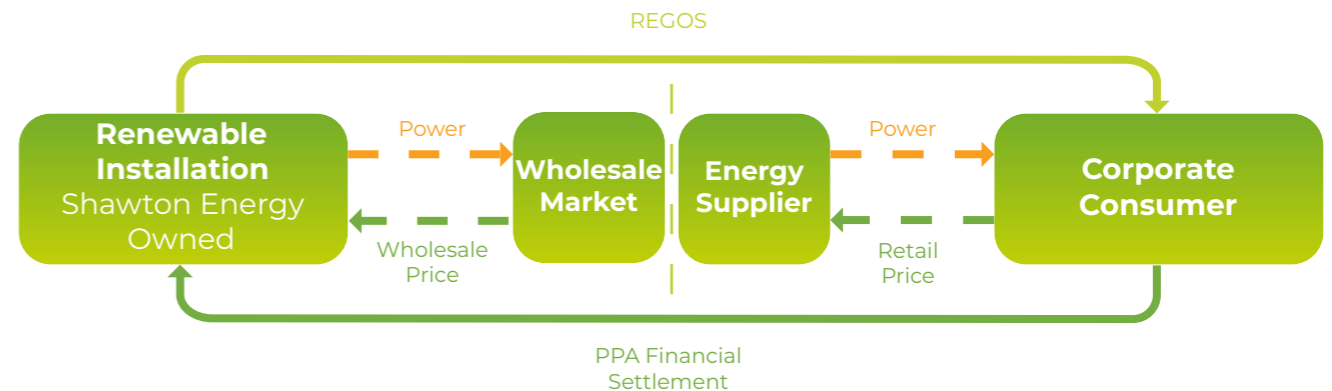 REGOS
Renewable
Installation
Shawton Energy
Owned
Power
Wholesale
Price
Wholesale
Market
Energy
Supplier
Power
Retail
Price
Corporate
Consumer
PPA Financial
Settlement